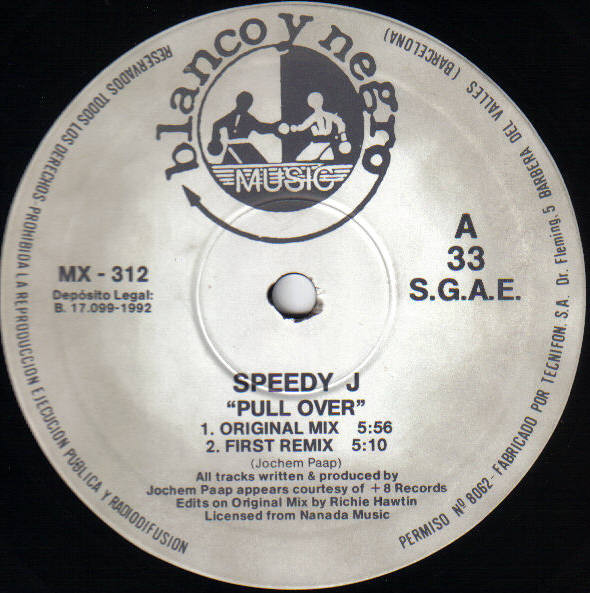 blanco y negro
MUSIC
RESERVADOS TODOS LOS DERECHOS PROHIBIDA LA REPRODUCCION EJECUCION PUBLICA Y RADIODIFUSION
PERMISO Nº 8062-FABRICADO POR TECNIFON. S.A. Dr. Fleming, 5 BARBERA DEL VALLES (BARCELONA)
A
33
S.G.A.E.
MX - 312
Depósito Legal:
B. 17.099-1992
SPEEDY J
“PULL OVER”
1. ORIGINAL MIX 5:56
2. FIRST REMIX 5:10
(Jochem Paap)
All tracks written & produced by
Jochem Paap appears courtesy of +8 Records
Edits on Original Mix by Richie Hawtin
Licensed from Nanada Music